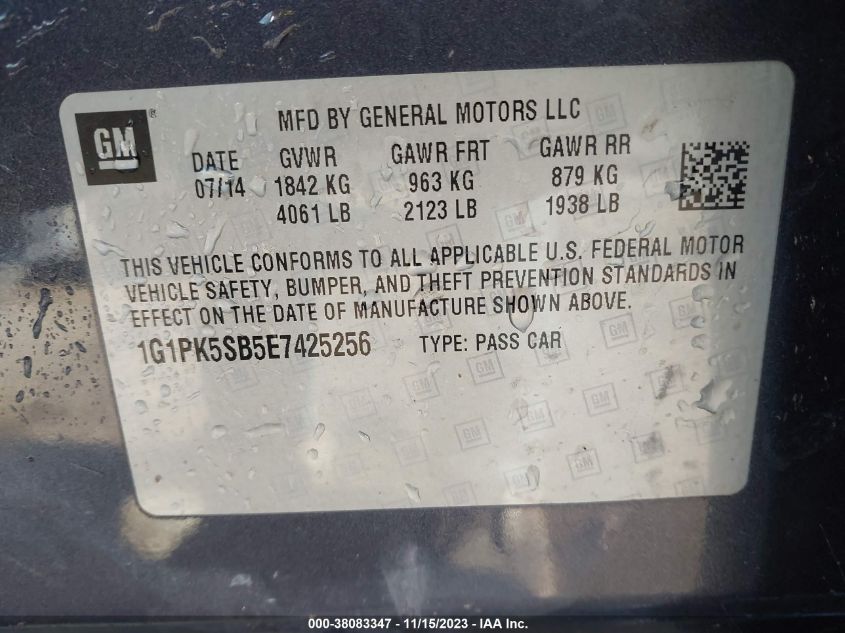 GM ®
MFD BY GENERAL MOTORS LLC
DATE GVWR GAWR FRT GAWR RR
07/14 1842 KG 963 KG 879 KG
4061 LB 2123 LB 1938 LB
THIS VEHICLE CONFORMS TO ALL APPLICABLE U.S. FEDERAL MOTOR
VEHICLE SAFETY, BUMPER, AND THEFT PREVENTION STANDARDS IN
EFFECT ON THE DATE OF MANUFACTURE SHOWN ABOVE.
1G1PK5SB5E7425256 TYPE: PASS CAR
000-38083347 - 11/15/2023 - IAA Inc.